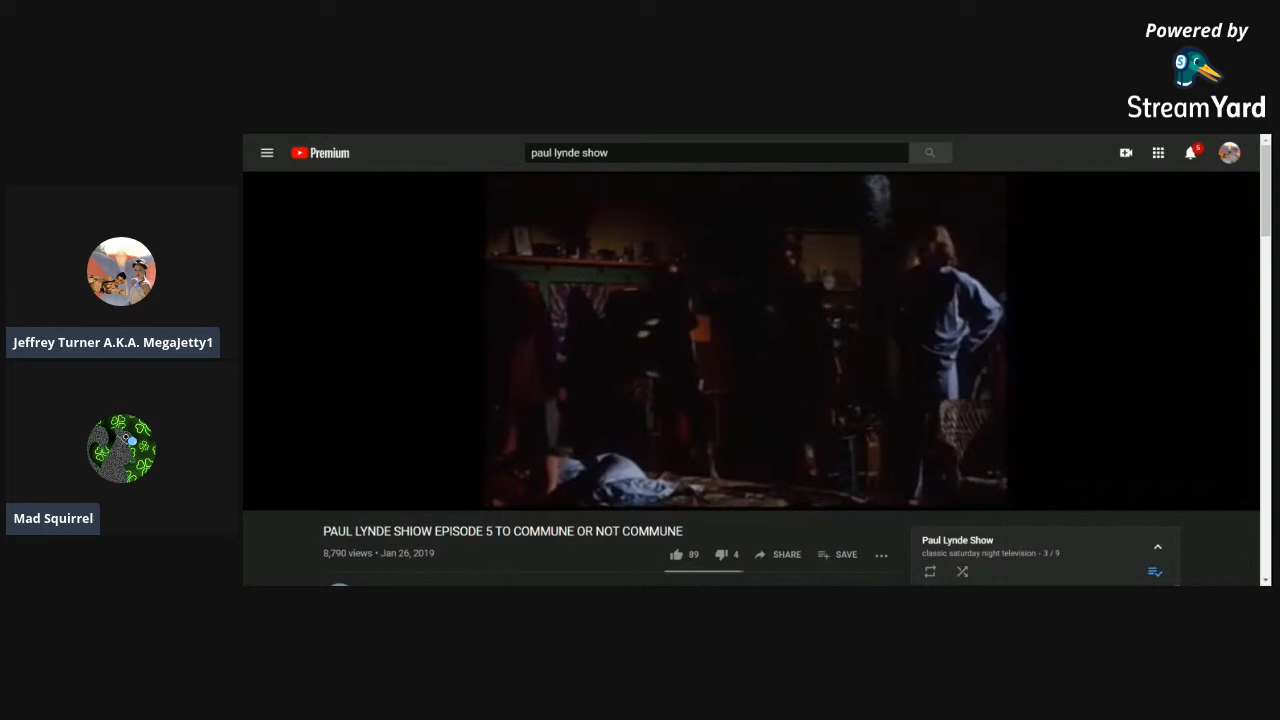 Powered by
S
StreamYard
Premium
paul lynde show
5
Jeffrey Turner A.K.A. MegaJetty1
Mad Squirrel
PAUL LYNDE SHIOW EPISODE 5 TO COMMUNE OR NOT COMMUNE
8,790 views • Jan 26, 2019
89
4
SHARE
SAVE
Paul Lynde Show
classic saturday night television - 3 / 9